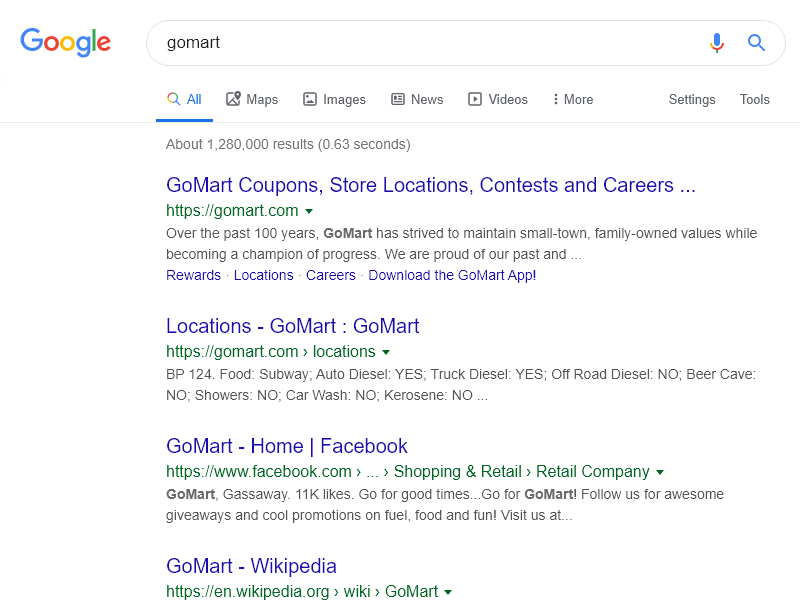 Google
gomart
All Maps Images News Videos More Settings Tools
About 1,280,000 results (0.63 seconds)
GoMart Coupons, Store Locations, Contests and Careers ...
https://gomart.com
Over the past 100 years, GoMart has strived to maintain small-town, family-owned values while
becoming a champion of progress. We are proud of our past and ...
Rewards · Locations · Careers · Download the GoMart App!
Locations - GoMart : GoMart
https://gomart.com › locations
BP 124. Food: Subway; Auto Diesel: YES; Truck Diesel: YES; Off Road Diesel: NO; Beer Cave:
NO; Showers: NO; Car Wash: NO; Kerosene: NO ...
GoMart - Home | Facebook
https://www.facebook.com › ... › Shopping & Retail › Retail Company
GoMart, Gassaway. 11K likes. Go for good times...Go for GoMart! Follow us for awesome
giveaways and cool promotions on fuel, food and fun! Visit us at...
GoMart - Wikipedia
https://en.wikipedia.org › wiki › GoMart